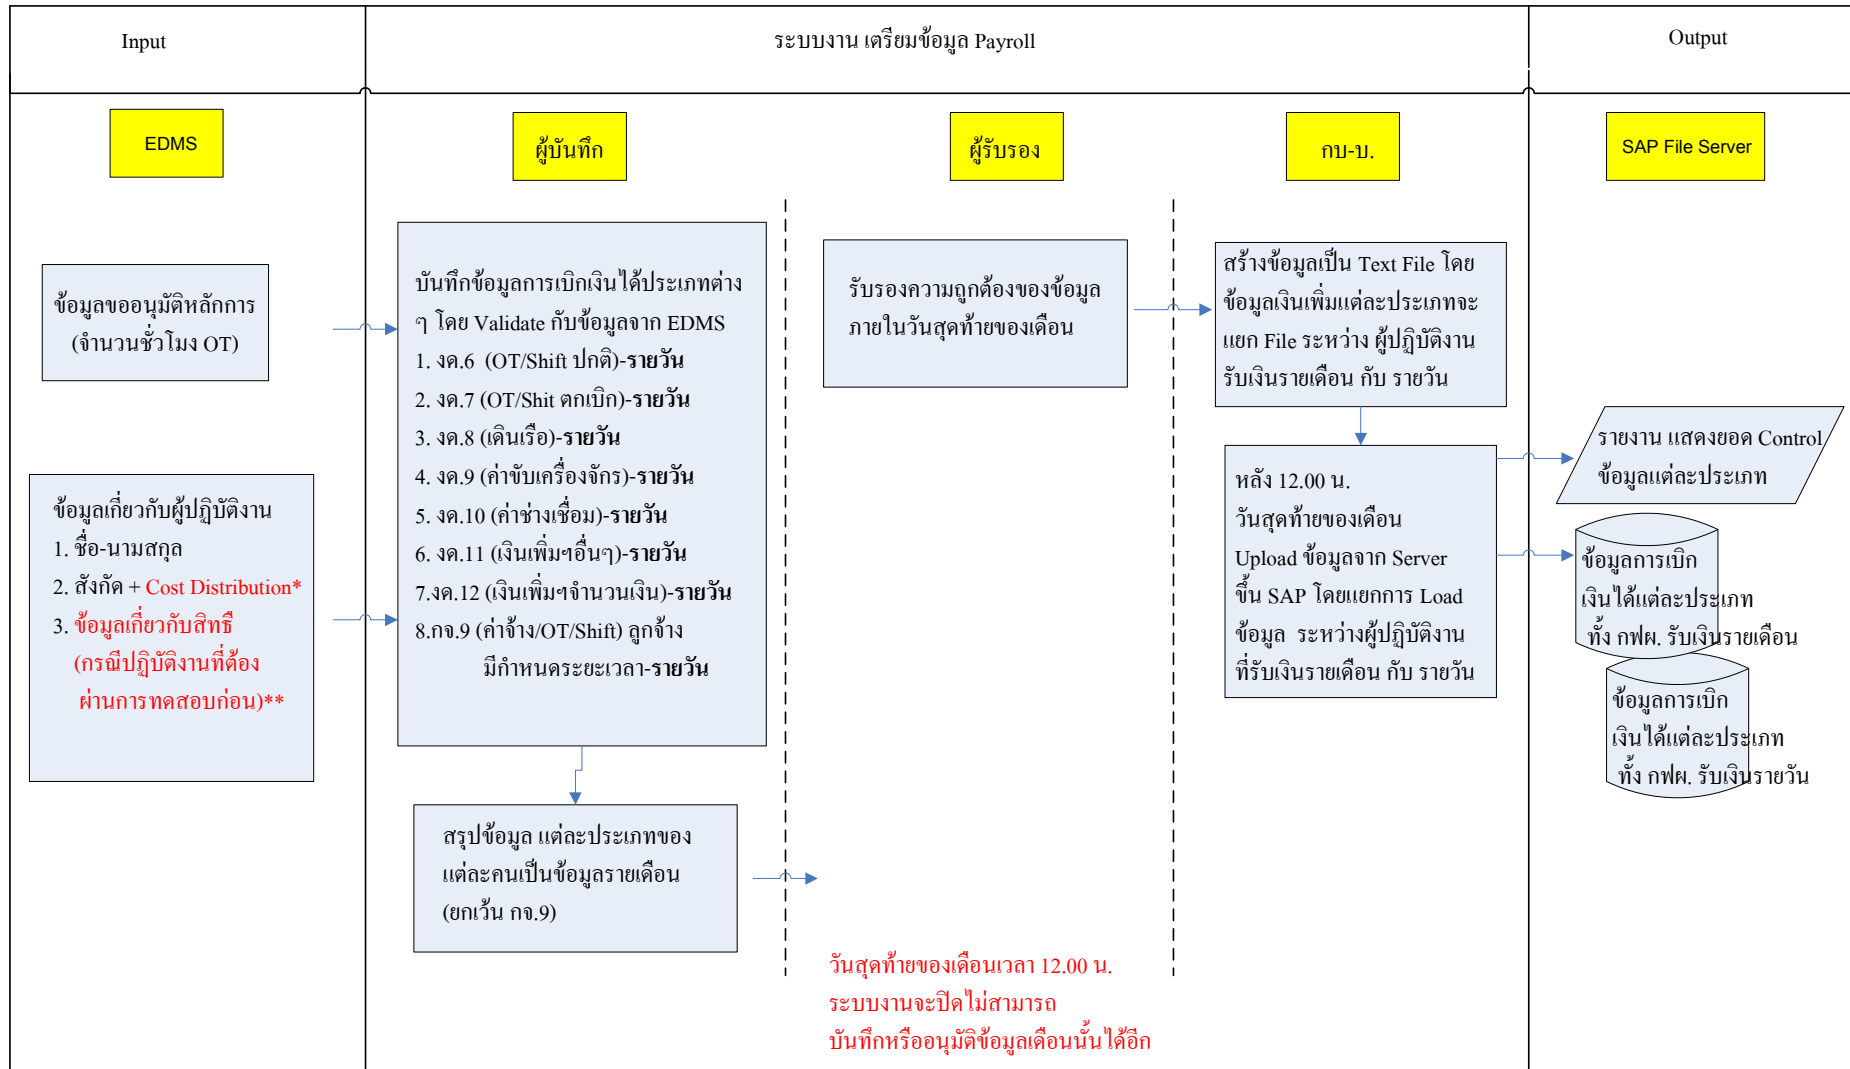 Input
ระบบงาน เตรียมข้อมูล Payroll
Output
EDMS
ผู้บันทึก
ผู้รับรอง
กบ-บ.
SAP File Server
ข้อมูลขออนุมัติหลักการ
(จำนวนชั่วโมง OT)
ข้อมูลเกี่ยวกับผู้ปฏิบัติงาน
1. ชื่อ-นามสกุล
2. สังกัด + Cost Distribution*
3. ข้อมูลเกี่ยวกับสิทธิ์
(กรณีปฏิบัติงานที่ต้อง
ผ่านการทดสอบก่อน)**
บันทึกข้อมูลการเบิกเงินได้ประเภทต่าง
ๆ โดย Validate กับข้อมูลจาก EDMS
1. งด.6 (OT/Shift ปกติ)-รายวัน
2. งด.7 (OT/Shit ตกเบิก)-รายวัน
3. งด.8 (เดินเรือ)-รายวัน
4. งด.9 (ค่าขับเครื่องจักร)-รายวัน
5. งด.10 (ค่าช่างเชื่อม)-รายวัน
6. งด.11 (เงินเพิ่มฯอื่นๆ)-รายวัน
7.งด.12 (เงินเพิ่มฯจำนวนเงิน)-รายวัน
8.กจ.9 (ค่าจ้าง/OT/Shift) ลูกจ้าง
มีกำหนดระยะเวลา-รายวัน
สรุปข้อมูล แต่ละประเภทของ
แต่ละคนเป็นข้อมูลรายเดือน
(ยกเว้น กจ.9)
รับรองความถูกต้องของข้อมูล
ภายในวันสุดท้ายของเดือน
วันสุดท้ายของเดือนเวลา 12.00 น.
ระบบงานจะปิดไม่สามารถ
บันทึกหรืออนุมัติข้อมูลเดือนนั้นได้อีก
สร้างข้อมูลเป็น Text File โดย
ข้อมูลเงินเพิ่มแต่ละประเภทจะ
แยก File ระหว่าง ผู้ปฏิบัติงาน
รับเงินรายเดือน กับ รายวัน
หลัง 12.00 น.
วันสุดท้ายของเดือน
Upload ข้อมูลจาก Server
ขึ้น SAP โดยแยกการ Load
ข้อมูล ระหว่างผู้ปฏิบัติงาน
ที่รับเงินรายเดือน กับ รายวัน
รายงาน แสดงยอด Control
ข้อมูลแต่ละประเภท
ข้อมูลการเบิก
เงินได้แต่ละประเภท
ทั้ง กฟผ. รับเงินรายเดือน
ข้อมูลการเบิก
เงินได้แต่ละประเภท
ทั้ง กฟผ. รับเงินรายวัน